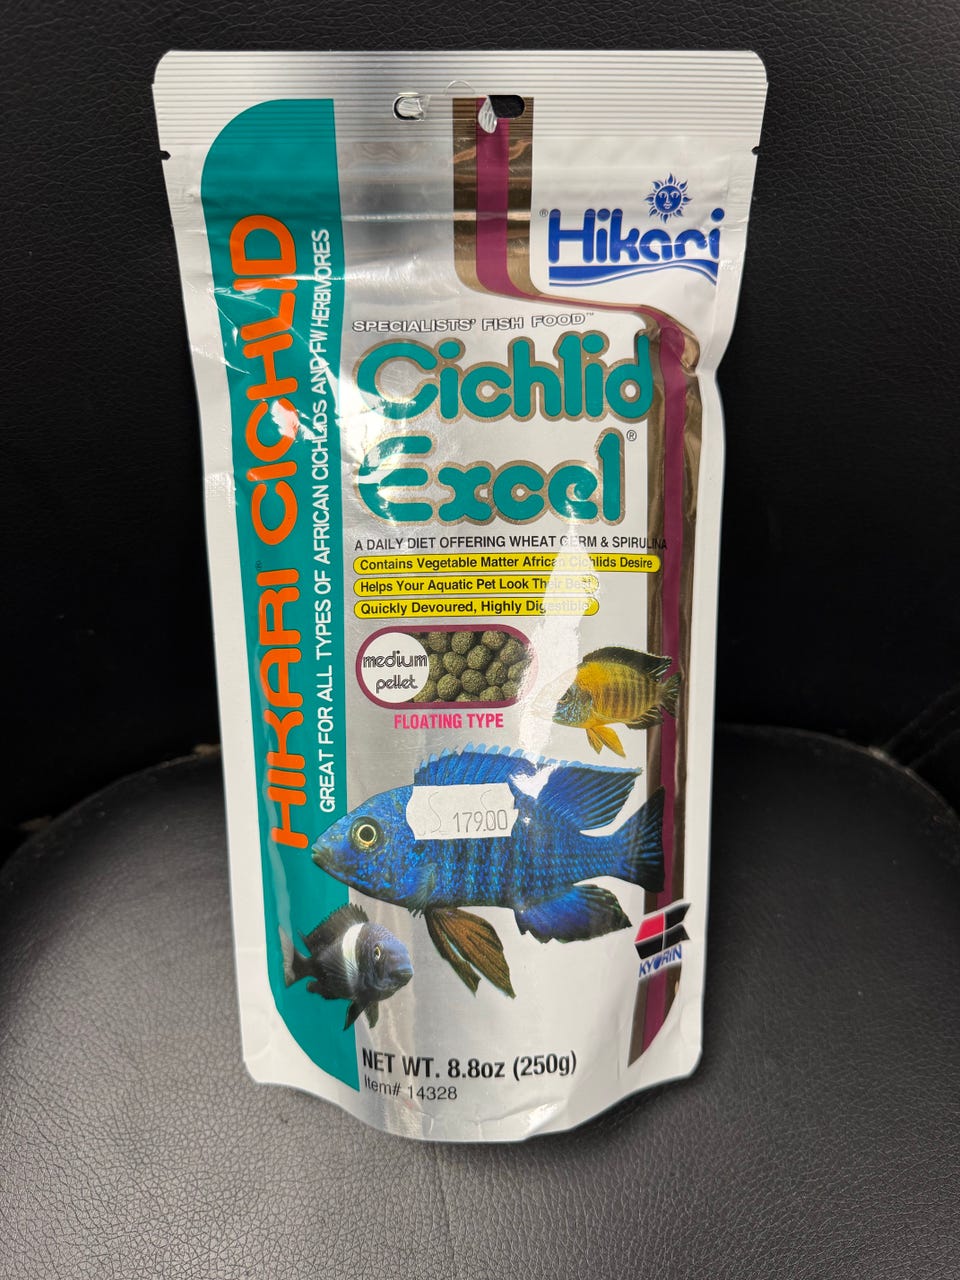 Hikari
®
HIKARI® CICHLID
GREAT FOR ALL TYPES OF AFRICAN CICHLIDS AND FW HERBIVORES
SPECIALISTS' FISH FOOD™
Cichlid
Excel®
A DAILY DIET OFFERING WHEAT GERM & SPIRULINA
Contains Vegetable Matter African Cichlids Desire
Helps Your Aquatic Pet Look Their Best
Quickly Devoured, Highly Digestible
medium
pellet
FLOATING TYPE
179.00
KYORIN
NET WT. 8.8oz (250g)
Item# 14328